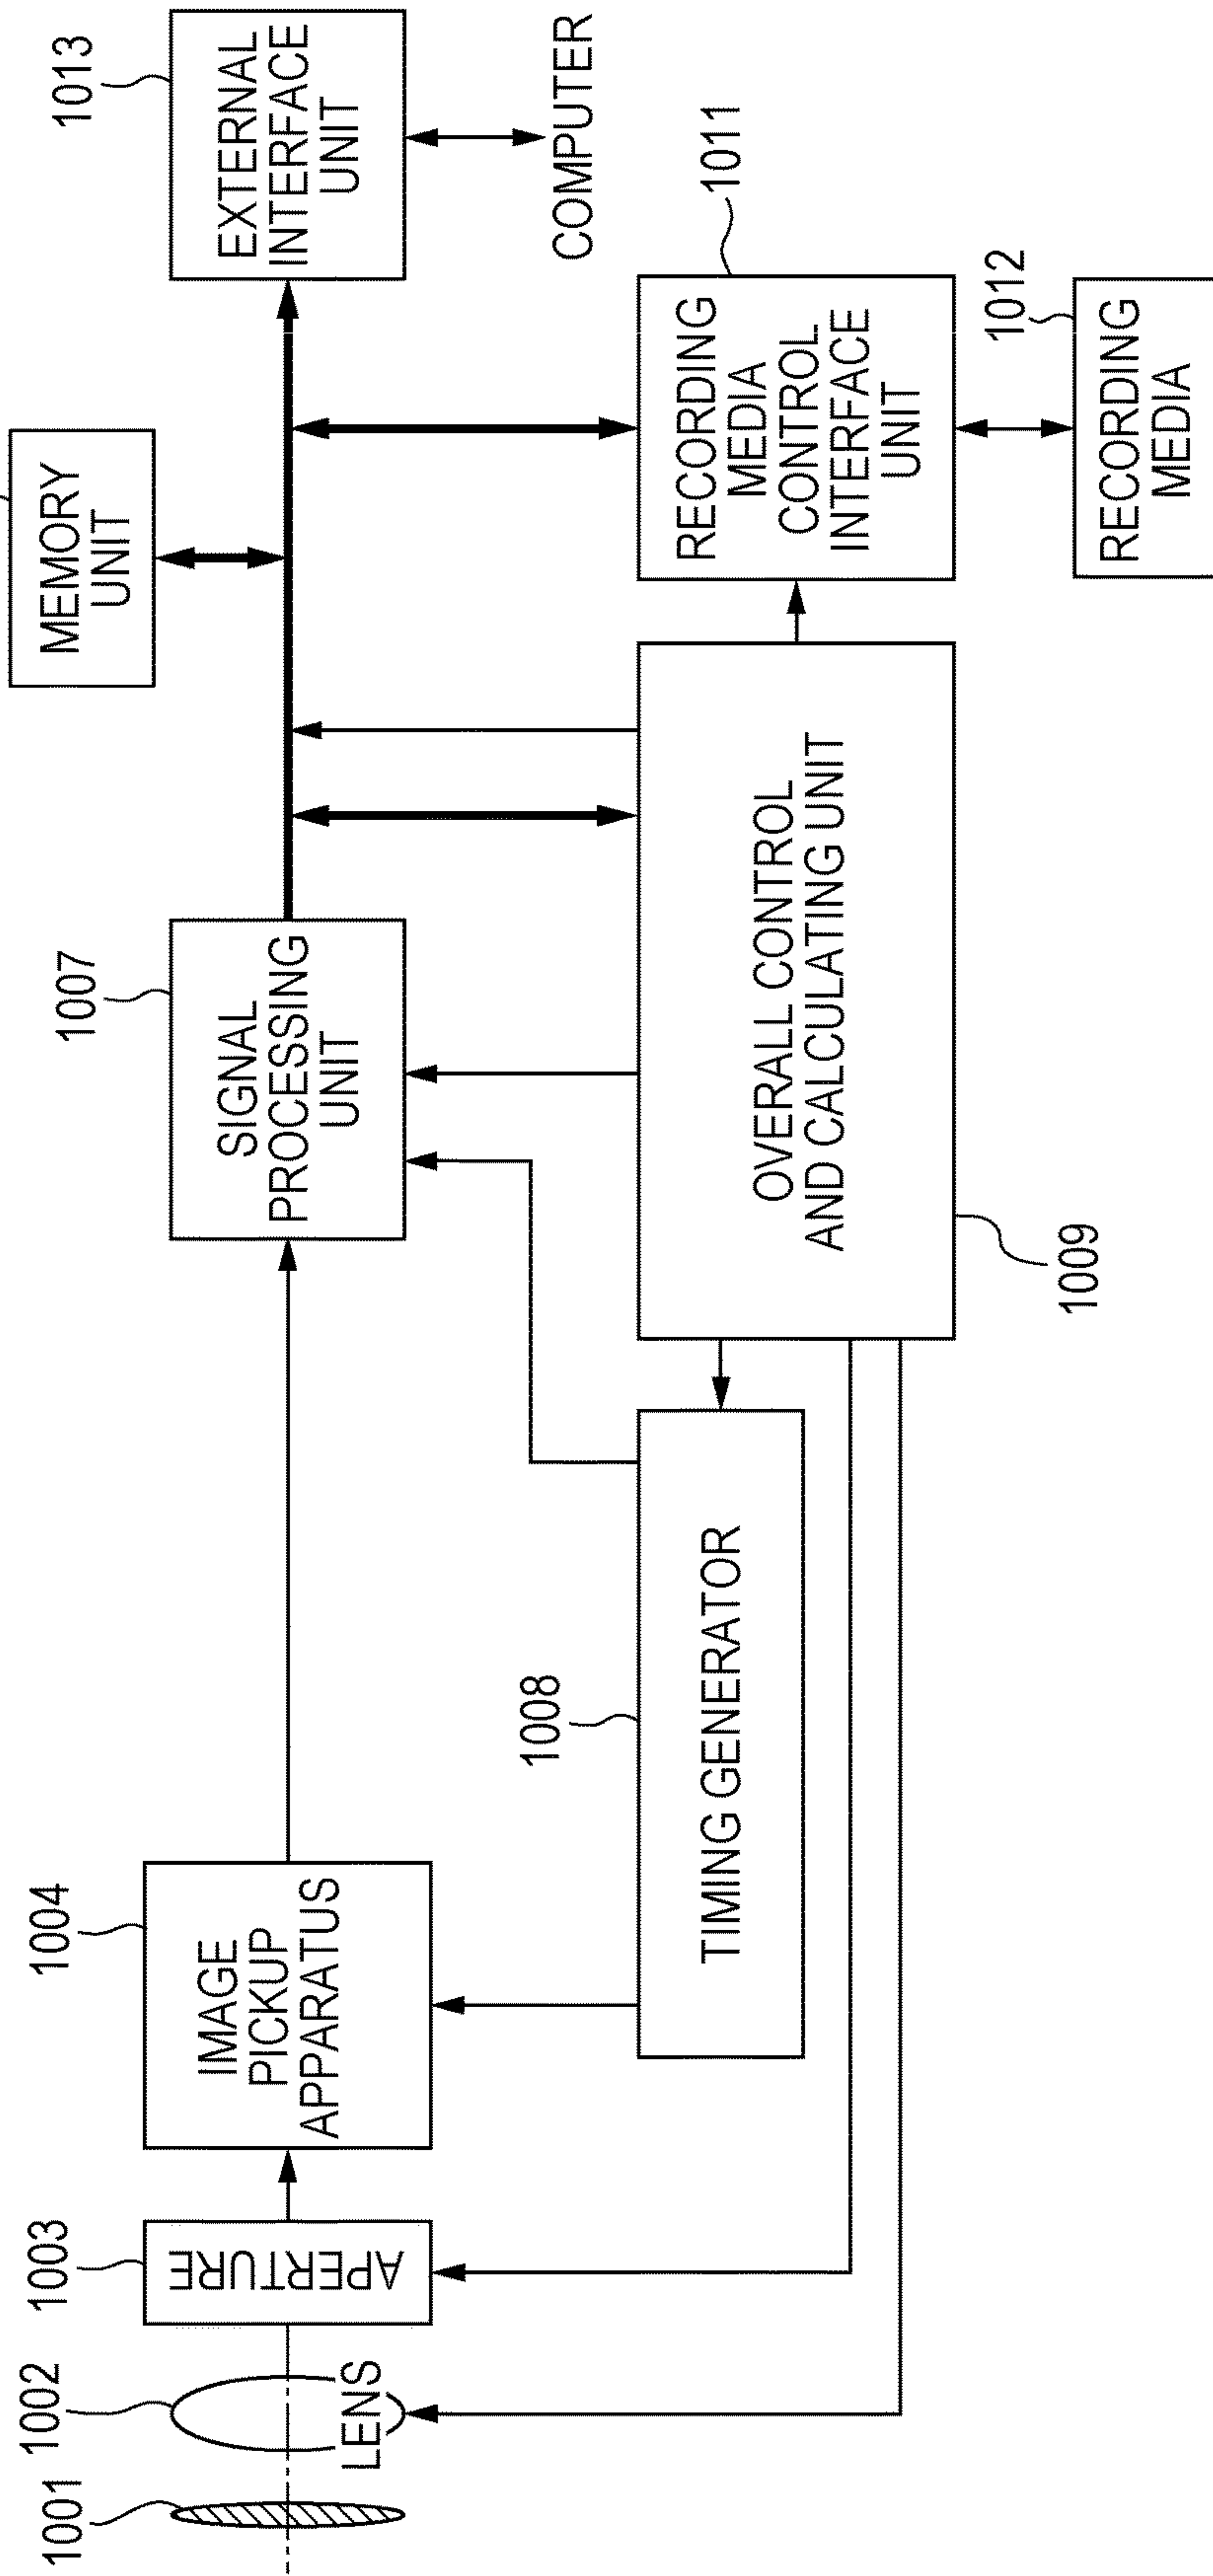 1001
1002
LENS
1003
APERTURE
1004
IMAGE
PICKUP
APPARATUS
1007
SIGNAL
PROCESSING
UNIT
MEMORY
UNIT
1013
EXTERNAL
INTERFACE
UNIT
COMPUTER
1008
TIMING GENERATOR
OVERALL CONTROL
AND CALCULATING UNIT
1009
1011
RECORDING
MEDIA
CONTROL
INTERFACE
UNIT
1012
RECORDING
MEDIA